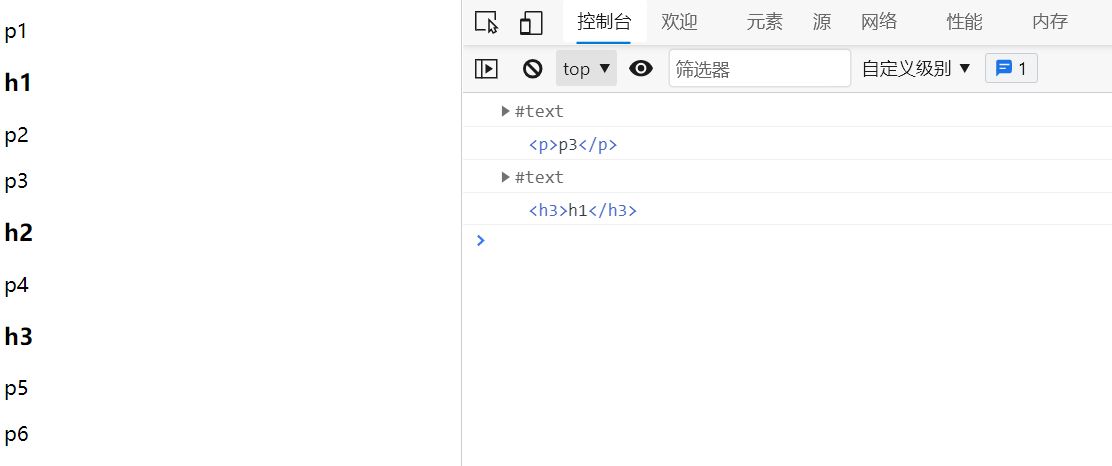 p1
h1
p2
p3
h2
p4
h3
p5
p6
控制台 欢迎 元素 源 网络 性能 内存
top ▼ 筛选器 自定义级别 ▼ 1
▶ #text
<p>p3</p>
▶ #text
<h3>h1</h3>
>